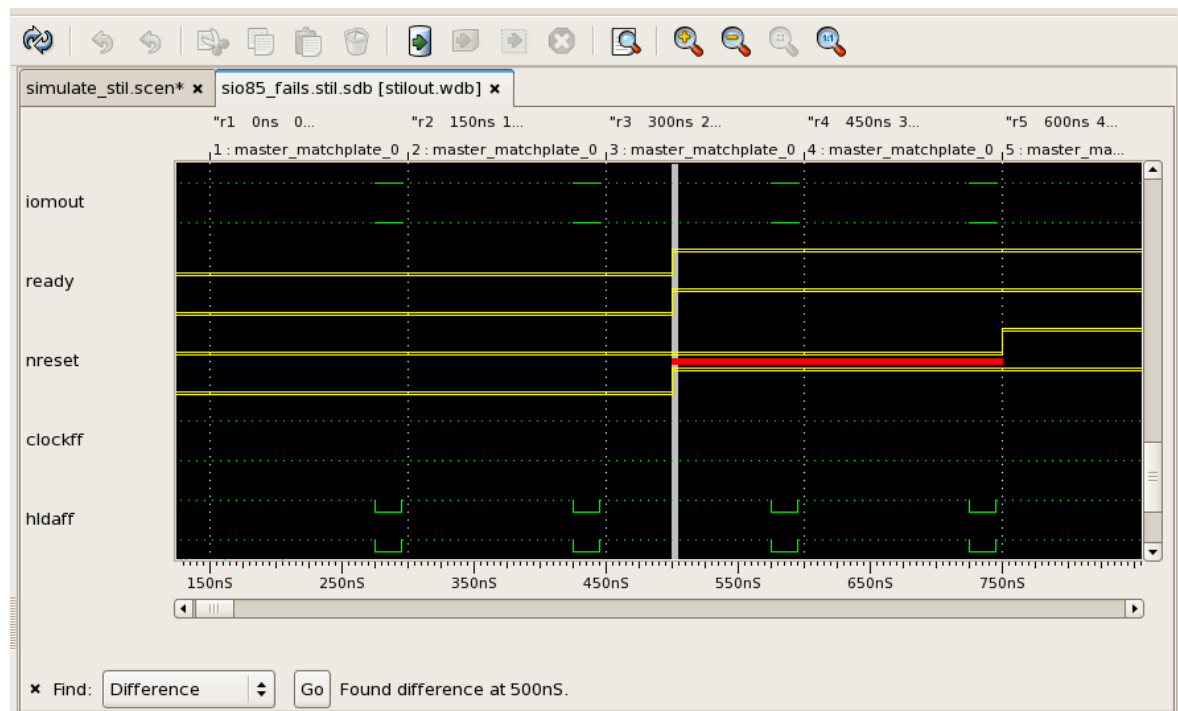 simulate_stil.scen* × sio85_fails.stil.sdb [stilout.wdb] ×
"r1 0ns 0... "r2 150ns 1... "r3 300ns 2... "r4 450ns 3... "r5 600ns 4...
1 : master_matchplate_0 2 : master_matchplate_0 3 : master_matchplate_0 4 : master_matchplate_0 5 : master_ma...
iomout
ready
nreset
clockff
hldaff
150nS 250nS 350nS 450nS 550nS 650nS 750nS
× Find: Difference Go Found difference at 500nS.